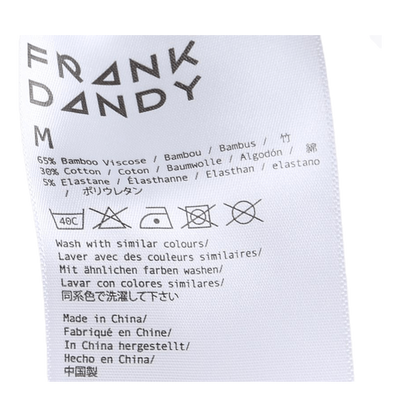 FRANK
DANDY
M
65% Bamboo Viscose / Bambou / Bambus / 竹
30% Cotton / Coton / Baumwolle / Algodón / 綿
5% Elastane / Élasthanne / Elasthan / elastano
/ ポリウレタン
40C
Wash with similar colours/
Laver avec des couleurs similaires/
Mit ähnlichen farben washen/
Lavar con colores similares/
同系色で洗濯して下さい
Made in China/
Fabriqué en Chine/
In China hergestellt/
Hecho en China/
中国製